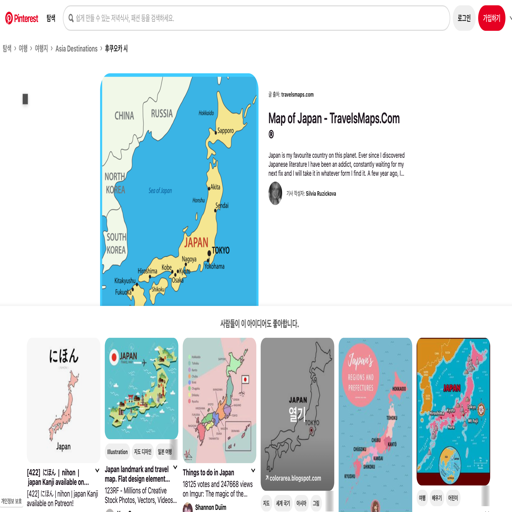 Pinterest
탐색
쉽게 만들 수 있는 저녁식사, 패션 등을 검색하세요.
로그인
가입하기
탐색 > 여행 > 여행지 > Asia Destinations > 후쿠오카 시
CHINA
RUSSIA
Hokkaido
Sapporo
NORTH
KOREA
Sea of Japan
Akita
Honshu
Sendai
SOUTH
KOREA
JAPAN
TOKYO
Nagoya
Yokohama
Kobe
Kyoto
Hiroshima
Osaka
Kitakyushu
Fukuoka
Shikoku
글 출처: travelsmaps.com
Map of Japan - TravelsMaps.Com
®
Japan is my favourite country on this planet. Ever since I discovered
Japanese literature I have been an addict, constantly waiting for my
next fix and I will take it in whatever form I find it. A few year ago, I...
기사 작성자: Silvia Ruzickova
사람들이 이 아이디어도 좋아합니다.
にほん
Japan
[422] にほん | nihon |
japan Kanji available on...
[422] にほん | nihon | japan Kanji
available on Patreon!
개인정보 보호
JAPAN
Illustration
지도 디자인
일본 여행
Japan landmark and travel
map. Flat design element...
123RF - Millions of Creative
Stock Photos, Vectors, Videos...
Things to do in Japan
18125 votes and 247668 views
on Imgur: The magic of the...
Shannon Duim
JAPAN
열기
TOKYO
colorarea.blogspot.com
지도
세계 국기
아시아
그림
Japan's
REGIONS AND
PREFECTURES
HOKKAIDO
TOHOKU
CHUBU
KANTO
KANSAI
CHUGOKU
SHIKOKU
KYUSHU
JAPAN
여행
배우기
어린이